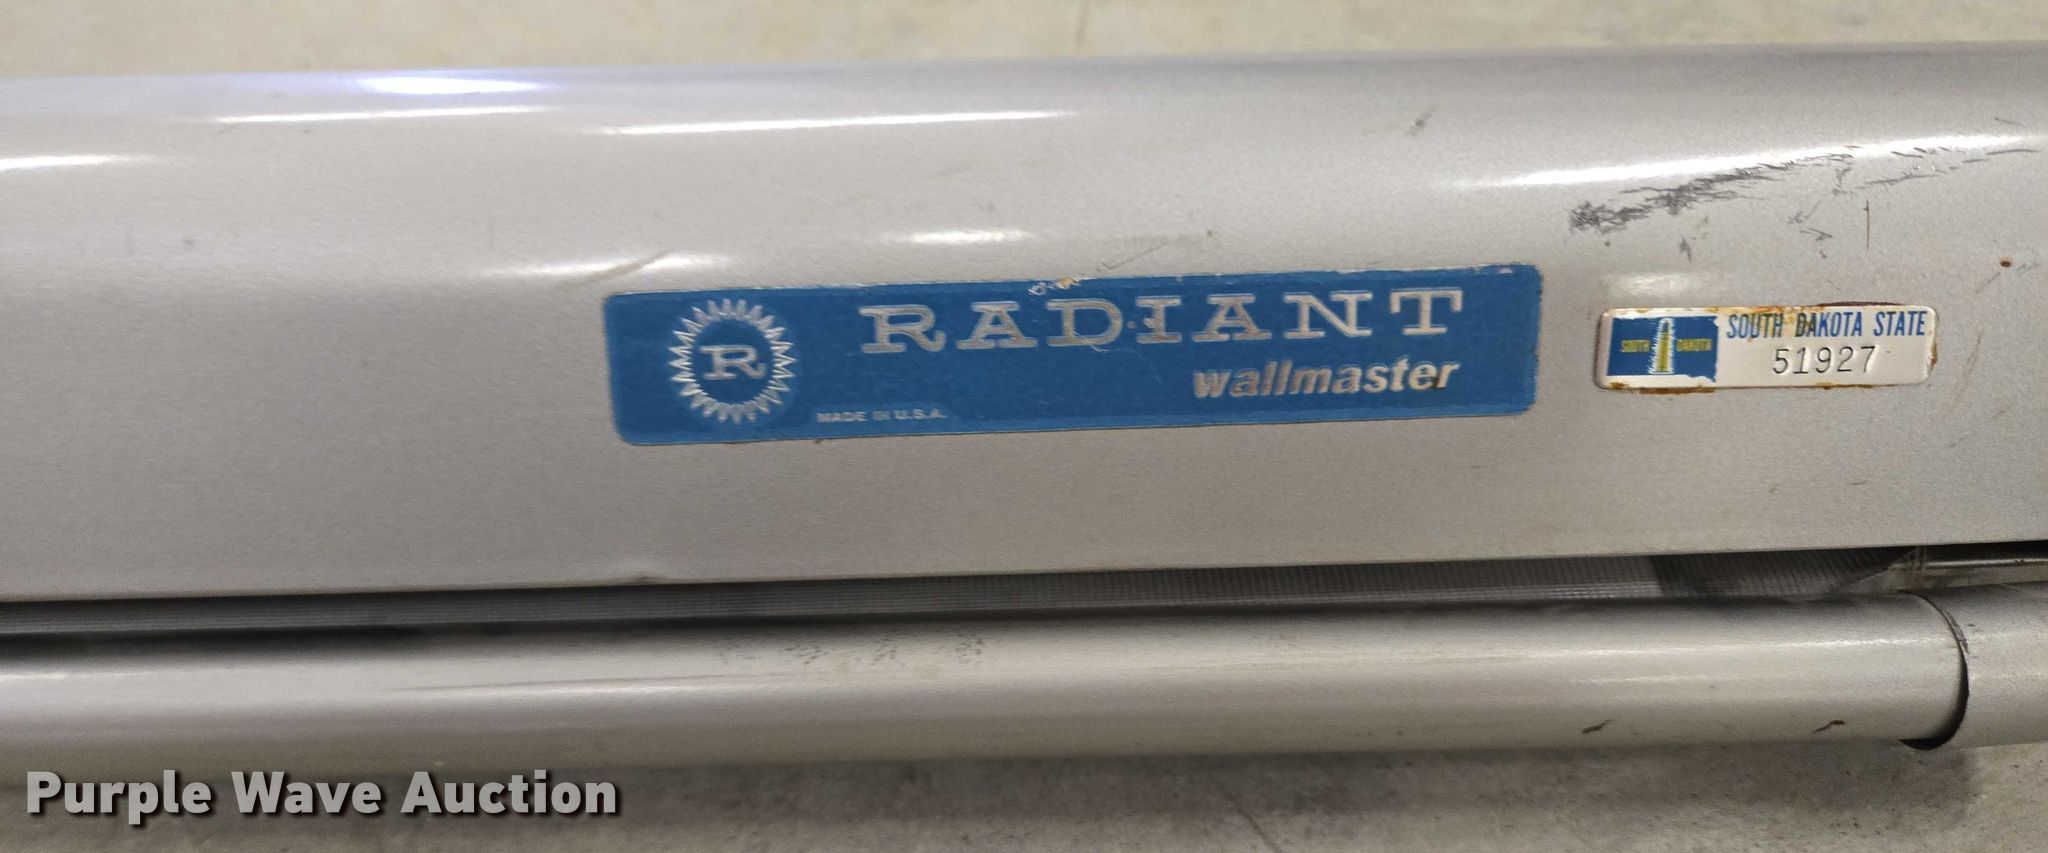 R
RADIANT
wallmaster
MADE IN U.S.A.
SOUTH DAKOTA
SOUTH DAKOTA STATE
51927
Purple Wave Auction